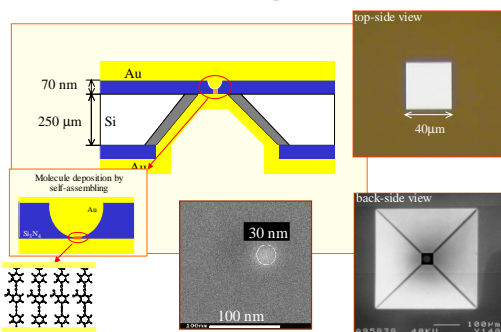 top-side view
Au
70 nm
250 μm
Si
Au
40μm
Molecule deposition by
self-assembling
Au
Si₃N₄
30 nm
100 nm
100nm
back-side view
100μm